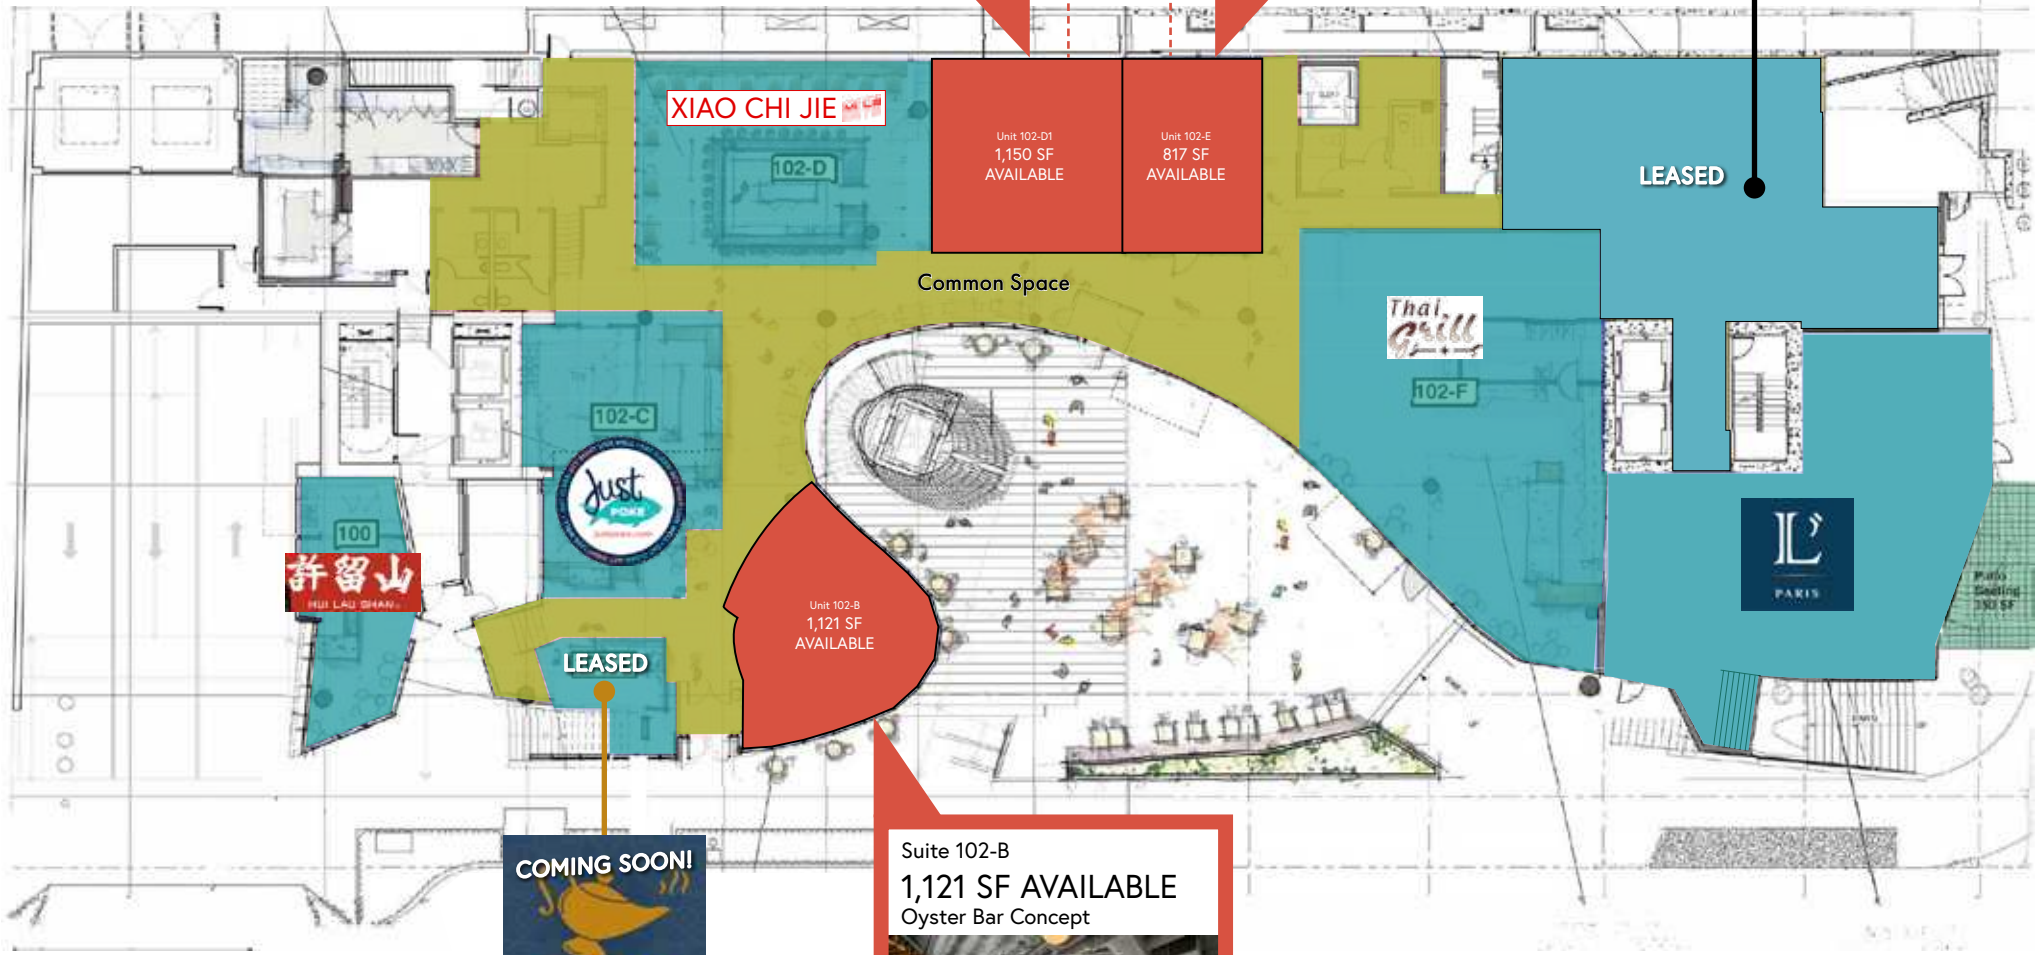 XIAO CHI JIE
102-D
Unit 102-D1
1,150 SF
AVAILABLE
Unit 102-E
817 SF
AVAILABLE
LEASED
Common Space
Thai
Grill
102-F
102-C
Just
POKE
100
許留山
HUI LAU SHAN
Unit 102-B
1,121 SF
AVAILABLE
L'
PARIS
Patio
Seating
LEASED
COMING SOON!
Suite 102-B
1,121 SF AVAILABLE
Oyster Bar Concept